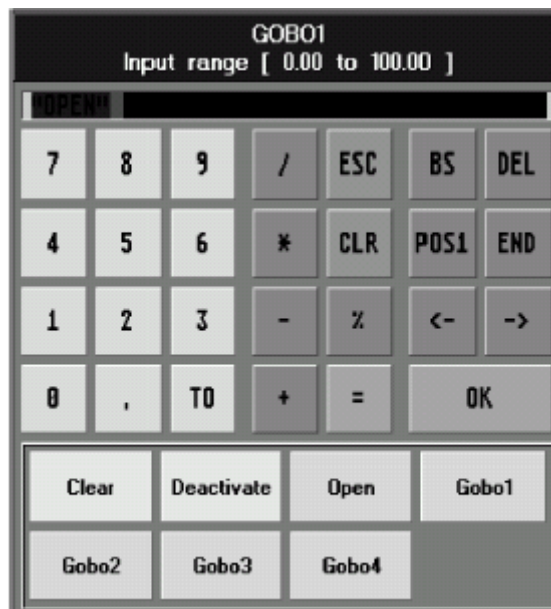 GOBO1
Input range [ 0.00 to 100.00 ]
"OPEN"
7 8 9 / ESC BS DEL
4 5 6 * CLR POS1 END
1 2 3 - % <- ->
0 . TO + = OK
Clear Deactivate Open Gobo1
Gobo2 Gobo3 Gobo4